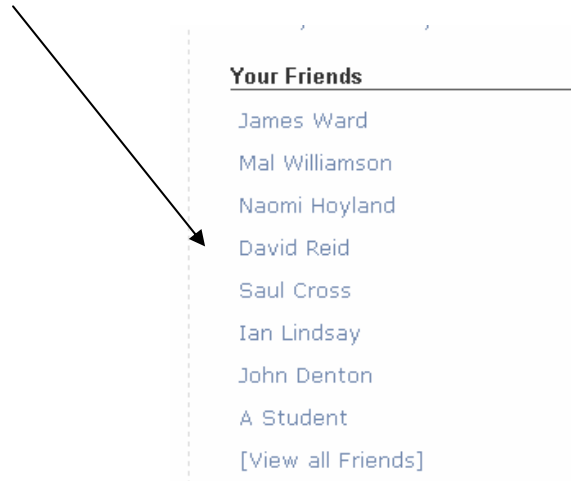 Your Friends
James Ward
Mal Williamson
Naomi Hoyland
David Reid
Saul Cross
Ian Lindsay
John Denton
A Student
[View all Friends]